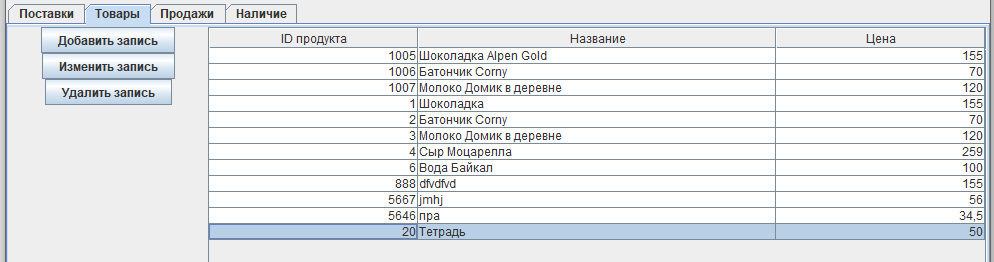 Поставки Товары Продажи Наличие
Добавить запись
Изменить запись
Удалить запись
ID продукта Название Цена
1005 Шоколадка Alpen Gold 155
1006 Батончик Corny 70
1007 Молоко Домик в деревне 120
1 Шоколадка 155
2 Батончик Corny 70
3 Молоко Домик в деревне 120
4 Сыр Моцарелла 259
6 Вода Байкал 100
888 dfvdfvd 155
5667 jmhj 56
5646 пра 34,5
20 Тетрадь 50